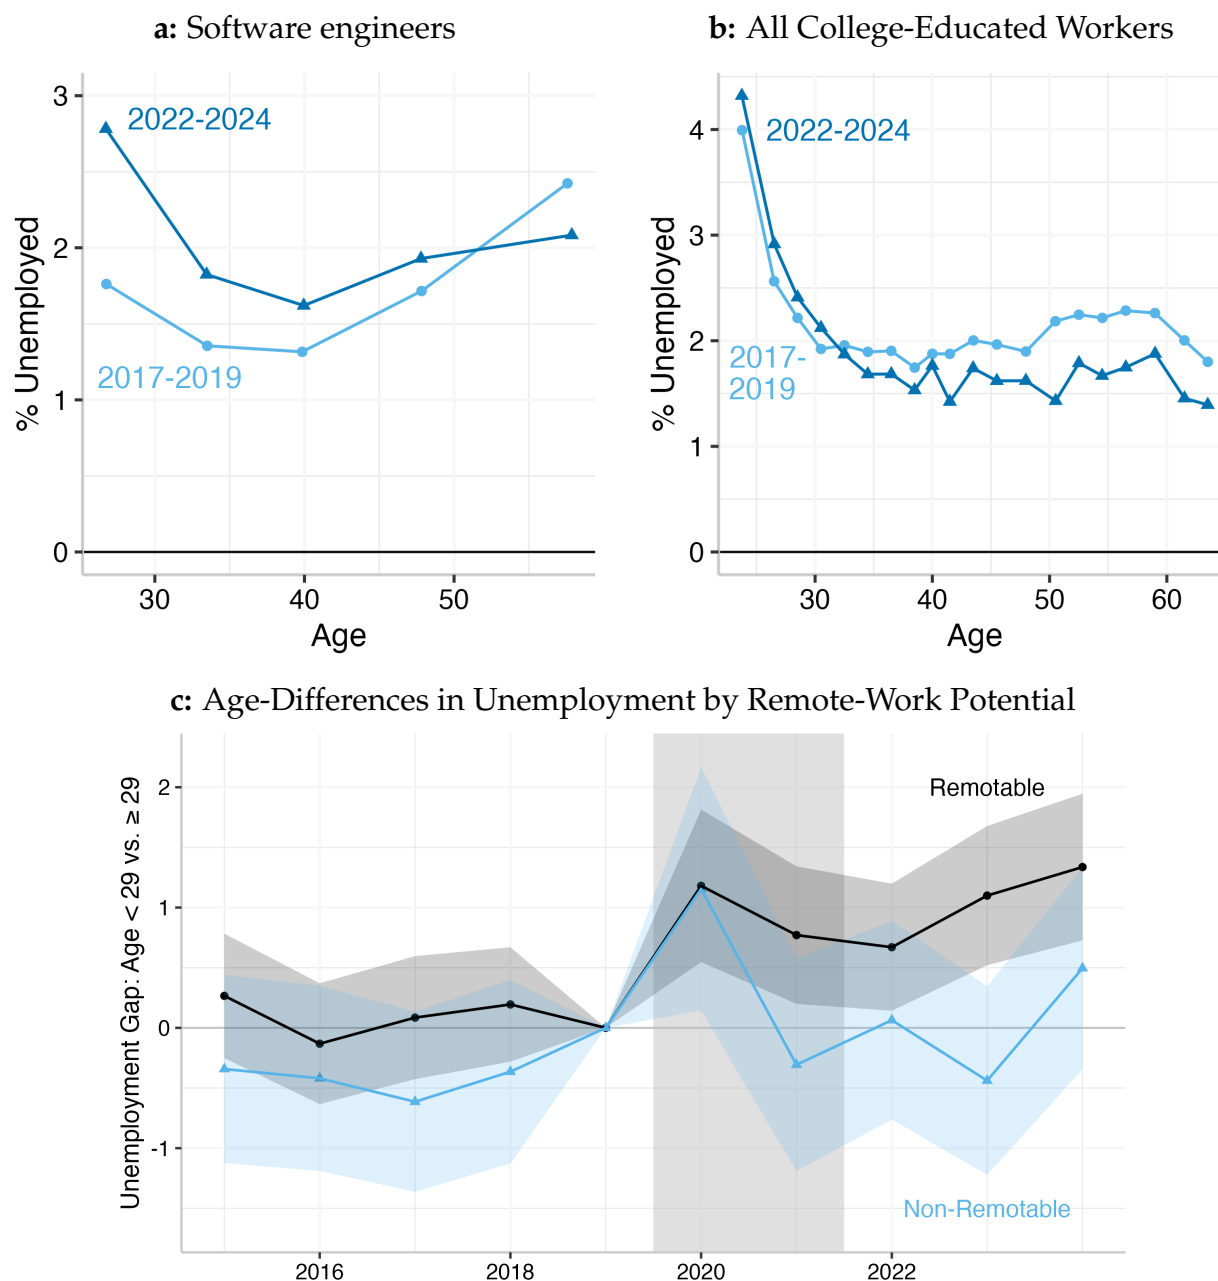 a: Software engineers
3
2
1
0
% Unemployed
2022-2024
2017-2019
30 40 50
Age
b: All College-Educated Workers
4
3
2
1
0
% Unemployed
2022-2024
2017-
2019
30 40 50 60
Age
c: Age-Differences in Unemployment by Remote-Work Potential
2
1
0
-1
Unemployment Gap: Age < 29 vs. ≥ 29
Remotable
Non-Remotable
2016 2018 2020 2022